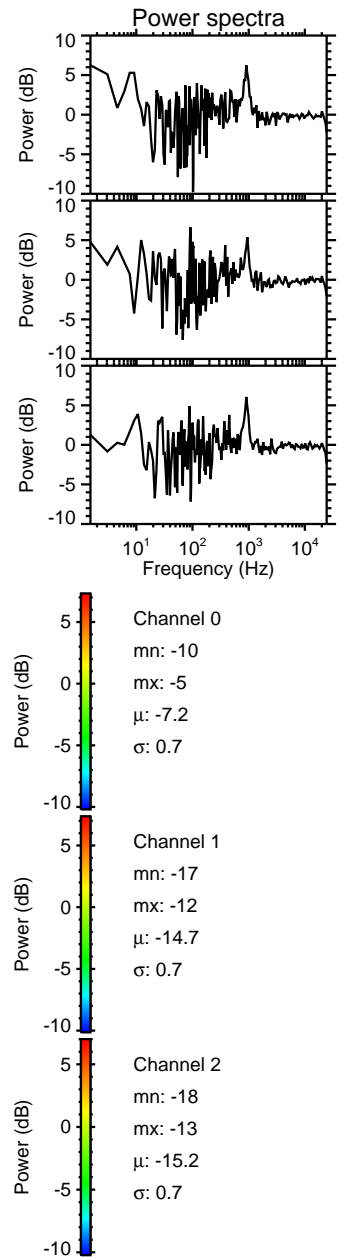 Power spectra
10
5
0
-5
-10
Power (dB)
10
5
0
-5
-10
Power (dB)
10
5
0
-5
-10
Power (dB)
10¹ 10² 10³ 10⁴
Frequency (Hz)
5
0
-5
-10
Power (dB)
Channel 0
mn: -10
mx: -5
μ: -7.2
σ: 0.7
5
0
-5
-10
Power (dB)
Channel 1
mn: -17
mx: -12
μ: -14.7
σ: 0.7
5
0
-5
-10
Power (dB)
Channel 2
mn: -18
mx: -13
μ: -15.2
σ: 0.7